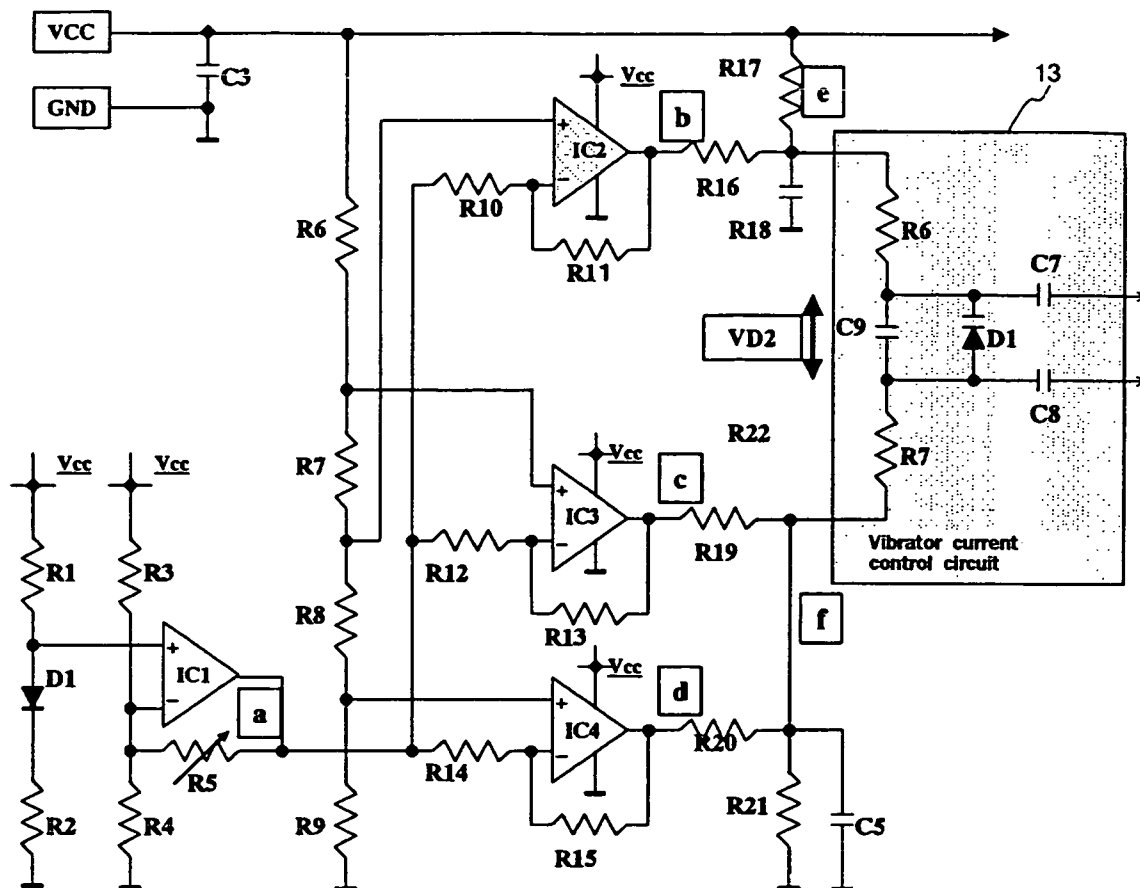 VCC
C3
GND
R17
e
13
Vcc
b
IC2
R16
R10
R11
R18
R6
R6
C7
VD2
C9
D1
C8
R7
R22
Vcc
Vcc
Vcc
R7
c
IC3
R12
R19
R13
Vibrator current
control circuit
R1
R3
R8
f
Vcc
IC1
D1
a
d
IC4
R20
R5
R14
R2
R4
R9
R15
R21
C5